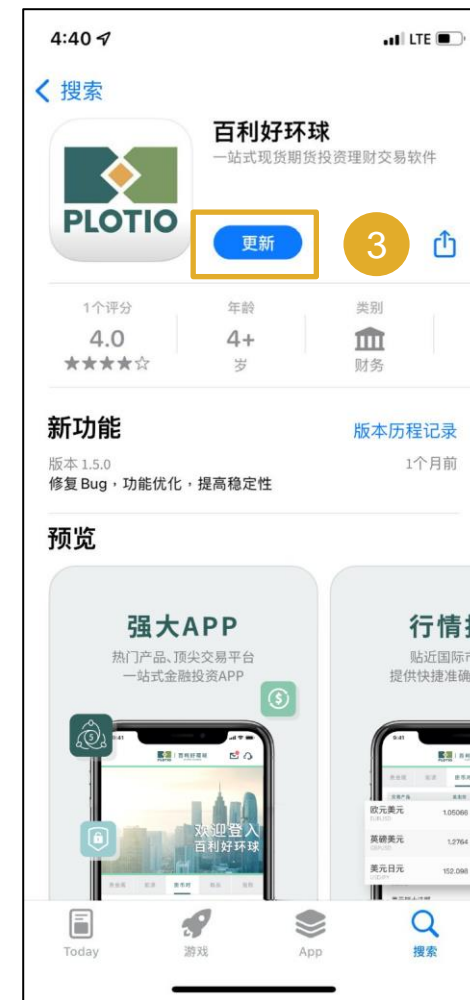 4:40
LTE
搜索
百利好环球
一站式现货期货投资理财交易软件
PLOTIO
更新
3
1个评分
年龄
类别
4.0
4+
岁
财务
新功能
版本历程记录
版本 1.5.0
1个月前
修复 Bug，功能优化，提高稳定性
预览
强大APP
热门产品、顶尖交易平台
一站式金融投资APP
行情
贴近国际
提供快捷准确
欢迎登入
百利好环球
欧元美元
1.05066
英磅美元
1.2764
美元日元
152.098
Today
游戏
App
搜索